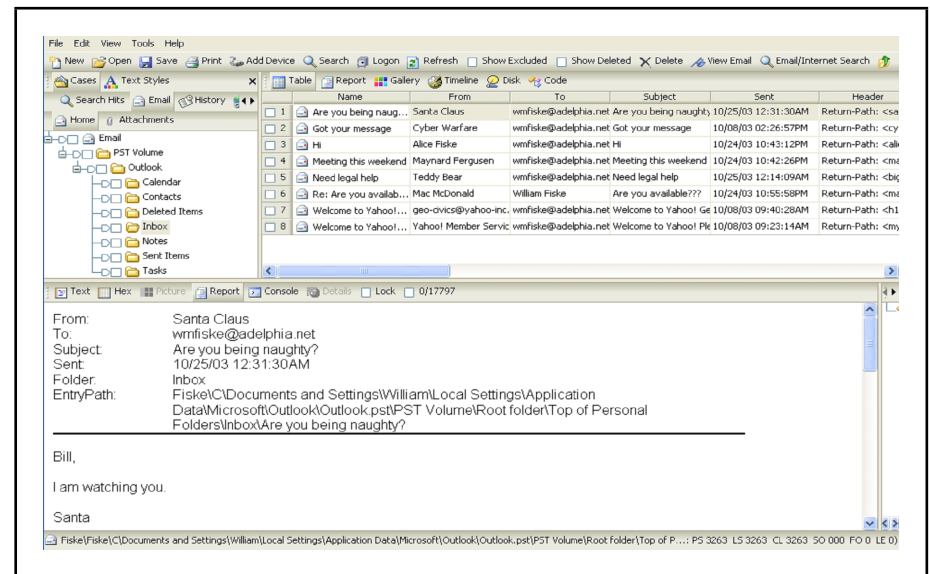 File Edit View Tools Help
New Open Save Print Add Device Search Logon Refresh Show Excluded Show Deleted Delete View Email Email/Internet Search
Cases Text Styles Table Report Gallery Timeline Disk Code
Search Hits Email History
Home Attachments
Email
PST Volume
Outlook
Calendar
Contacts
Deleted Items
Inbox
Notes
Sent Items
Tasks
Name From To Subject Sent Header
1 Are you being naug... Santa Claus wmfiske@adelphia.net Are you being naughty 10/25/03 12:31:30AM Return-Path: <sa
2 Got your message Cyber Warfare wmfiske@adelphia.net Got your message 10/08/03 02:26:57PM Return-Path: <cy
3 Hi Alice Fiske wmfiske@adelphia.net Hi 10/24/03 10:43:12PM Return-Path: <alic
4 Meeting this weekend Maynard Fergusen wmfiske@adelphia.net Meeting this weekend 10/24/03 10:42:26PM Return-Path: <ma
5 Need legal help Teddy Bear wmfiske@adelphia.net Need legal help 10/25/03 12:14:09AM Return-Path: <big
6 Re: Are you availab... Mac McDonald William Fiske Are you available??? 10/24/03 10:55:58PM Return-Path: <ma
7 Welcome to Yahoo!... geo-civics@yahoo-inc. wmfiske@adelphia.net Welcome to Yahoo! Ge 10/08/03 09:40:28AM Return-Path: <h1
8 Welcome to Yahoo!... Yahoo! Member Servic wmfiske@adelphia.net Welcome to Yahoo! Ple 10/08/03 09:23:14AM Return-Path: <my
Text Hex Picture Report Console Details Lock 0/17797
From: Santa Claus
To: wmfiske@adelphia.net
Subject: Are you being naughty?
Sent: 10/25/03 12:31:30AM
Folder: Inbox
EntryPath: Fiske\C\Documents and Settings\William\Local Settings\Application
Data\Microsoft\Outlook\Outlook.pst\PST Volume\Root folder\Top of Personal
Folders\Inbox\Are you being naughty?
Bill,
I am watching you.
Santa
Fiske\Fiske\C\Documents and Settings\William\Local Settings\Application Data\Microsoft\Outlook\Outlook.pst\PST Volume\Root folder\Top of P...: PS 3263 LS 3263 CL 3263 SO 000 FO 0 LE 0)